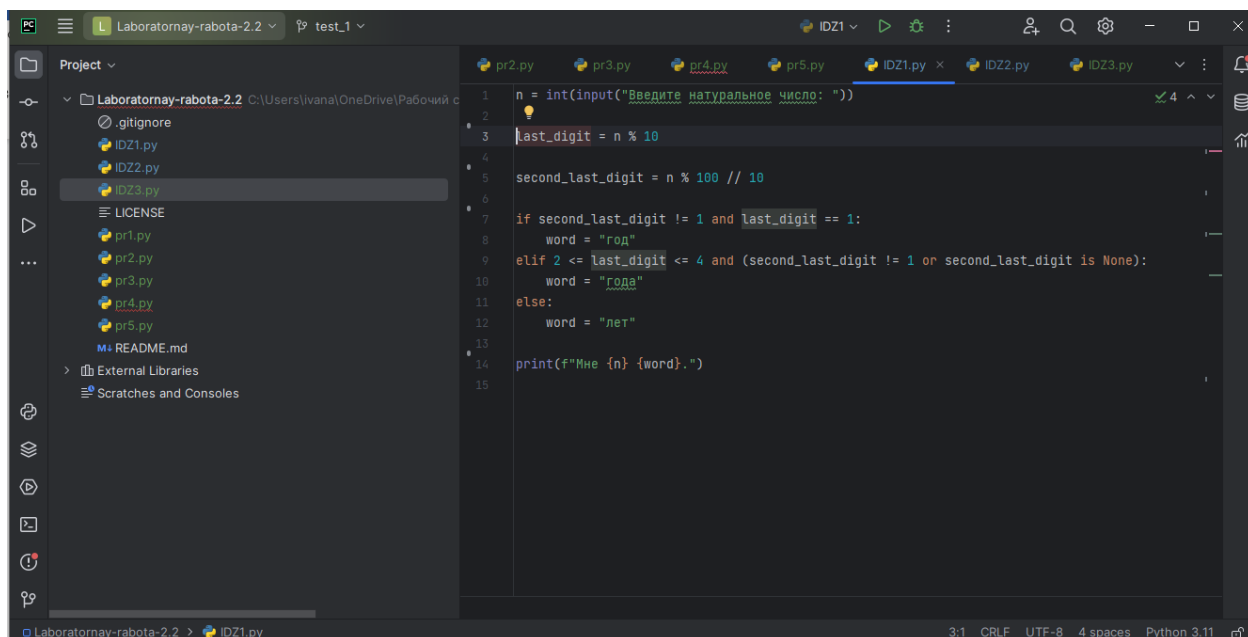 PC
L Laboratornay-rabota-2.2
test_1
IDZ1
Project
pr2.py
pr3.py
pr4.py
pr5.py
IDZ1.py
IDZ2.py
IDZ3.py
Laboratornay-rabota-2.2 C:\Users\ivana\OneDrive\Рабочий с
.gitignore
IDZ1.py
IDZ2.py
IDZ3.py
LICENSE
pr1.py
pr2.py
pr3.py
pr4.py
pr5.py
M↓ README.md
External Libraries
Scratches and Consoles
1 n = int(input("Введите натуральное число: "))
4
2
3 last_digit = n % 10
4
5 second_last_digit = n % 100 // 10
6
7 if second_last_digit != 1 and last_digit == 1:
8 word = "год"
9 elif 2 <= last_digit <= 4 and (second_last_digit != 1 or second_last_digit is None):
10 word = "года"
11 else:
12 word = "лет"
13
14 print(f"Мне {n} {word}.")
15
Laboratornay-rabota-2.2 > IDZ1.py
3:1 CRLF UTF-8 4 spaces Python 3.11